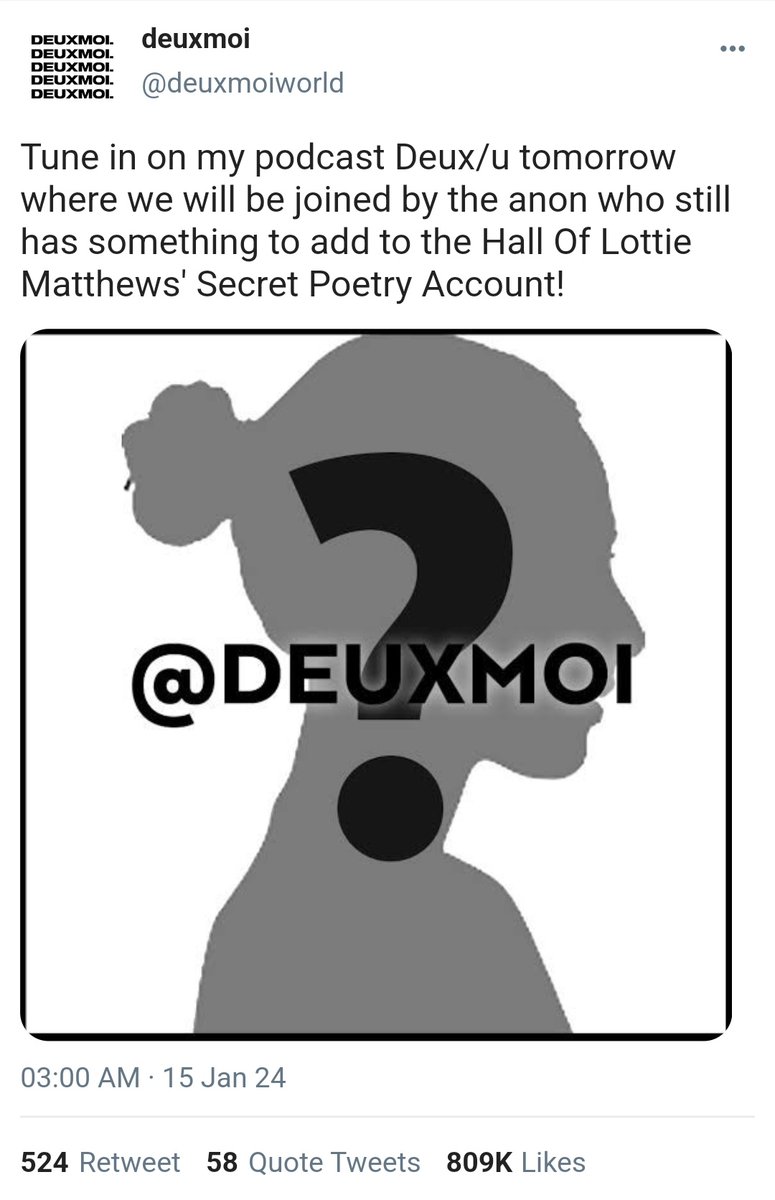 DEUXMOI.
DEUXMOI.
DEUXMOI.
DEUXMOI.
DEUXMOI.
deuxmoi
@deuxmoiworld
Tune in on my podcast Deux/u tomorrow
where we will be joined by the anon who still
has something to add to the Hall Of Lottie
Matthews' Secret Poetry Account!
?
@DEUXMOI
03:00 AM · 15 Jan 24
524 Retweet 58 Quote Tweets 809K Likes